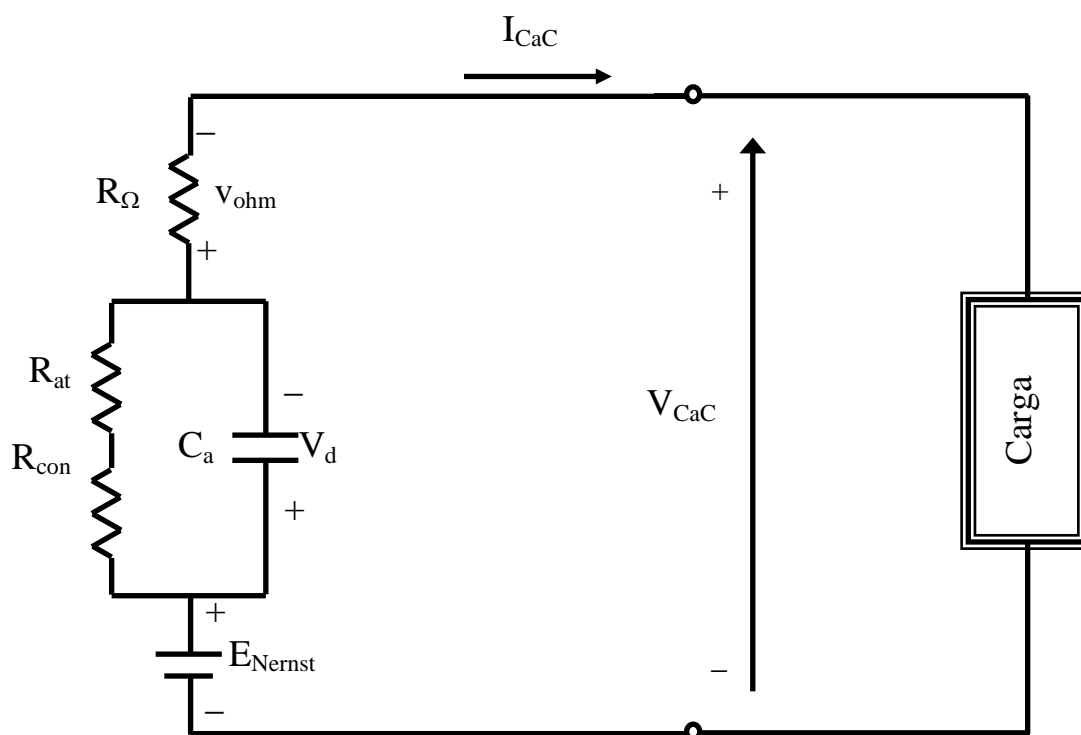 I_CaC
−
R_Ω
v_ohm
+
+
R_at
−
V_CaC
Carga
R_con
C_a
V_d
+
+
E_Nernst
−
−